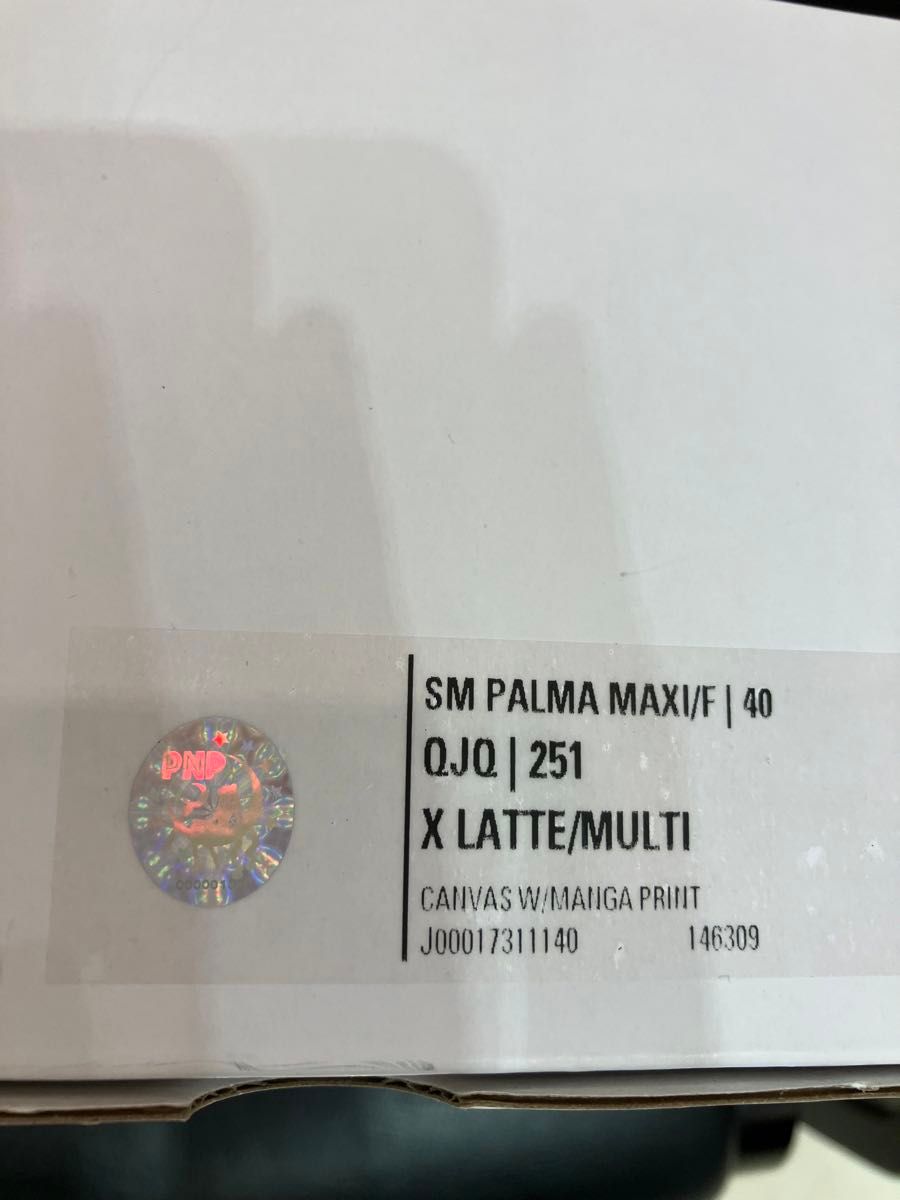 PNP
SM PALMA MAXI/F | 40
QJQ | 251
X LATTE/MULTI
CANVAS W/MANGA PRINT
J00017311140 146309